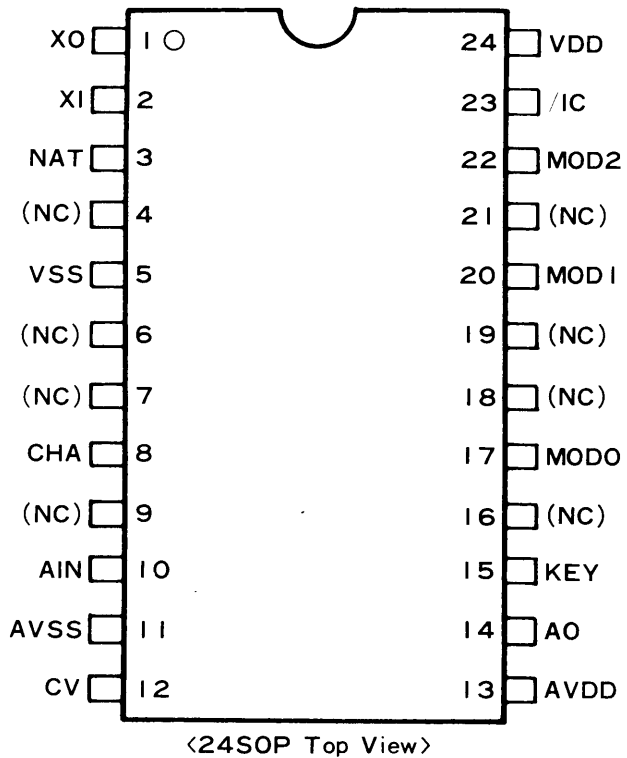 XO 1 24 VDD
XI 2 23 /IC
NAT 3 22 MOD2
(NC) 4 21 (NC)
VSS 5 20 MOD1
(NC) 6 19 (NC)
(NC) 7 18 (NC)
CHA 8 17 MOD0
(NC) 9 16 (NC)
AIN 10 15 KEY
AVSS 11 14 AO
CV 12 13 AVDD
<24SOP Top View>